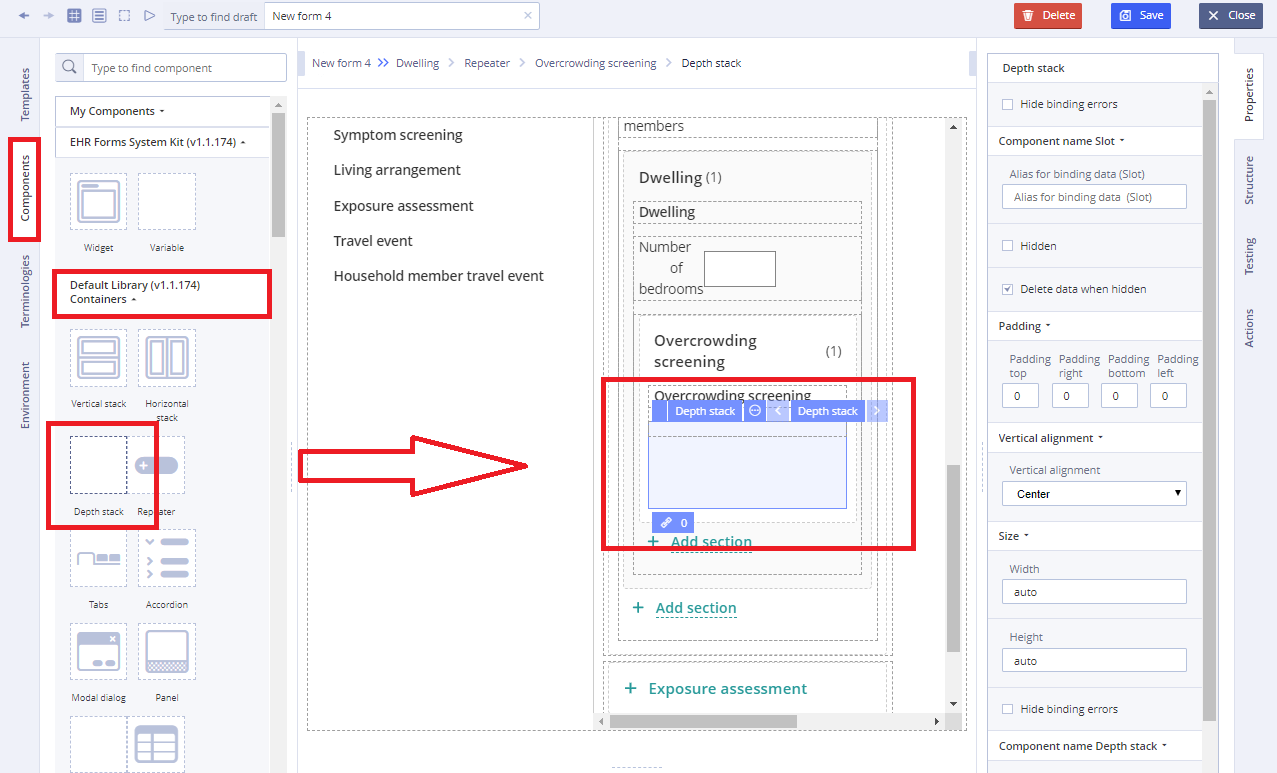 Type to find draft
New form 4
Delete
Save
Close
Templates
Components
Terminologies
Environment
Type to find component
My Components
EHR Forms System Kit (v1.1.174)
Widget
Variable
Default Library (v1.1.174)
Containers
Vertical stack
Horizontal
stack
Depth stack
Repeater
Tabs
Accordion
Modal dialog
Panel
New form 4
Dwelling
Repeater
Overcrowding screening
Depth stack
Symptom screening
Living arrangement
Exposure assessment
Travel event
Household member travel event
members
Dwelling (1)
Dwelling
Number
of
bedrooms
Overcrowding
screening
(1)
Overcrowding screening
Depth stack
Depth stack
0
+ Add section
+ Add section
+ Exposure assessment
Depth stack
Hide binding errors
Component name Slot
Alias for binding data (Slot)
Alias for binding data (Slot)
Hidden
Delete data when hidden
Padding
Padding
top
Padding
right
Padding
bottom
Padding
left
0
0
0
0
Vertical alignment
Vertical alignment
Center
Size
Width
auto
Height
auto
Hide binding errors
Component name Depth stack
Properties
Structure
Testing
Actions